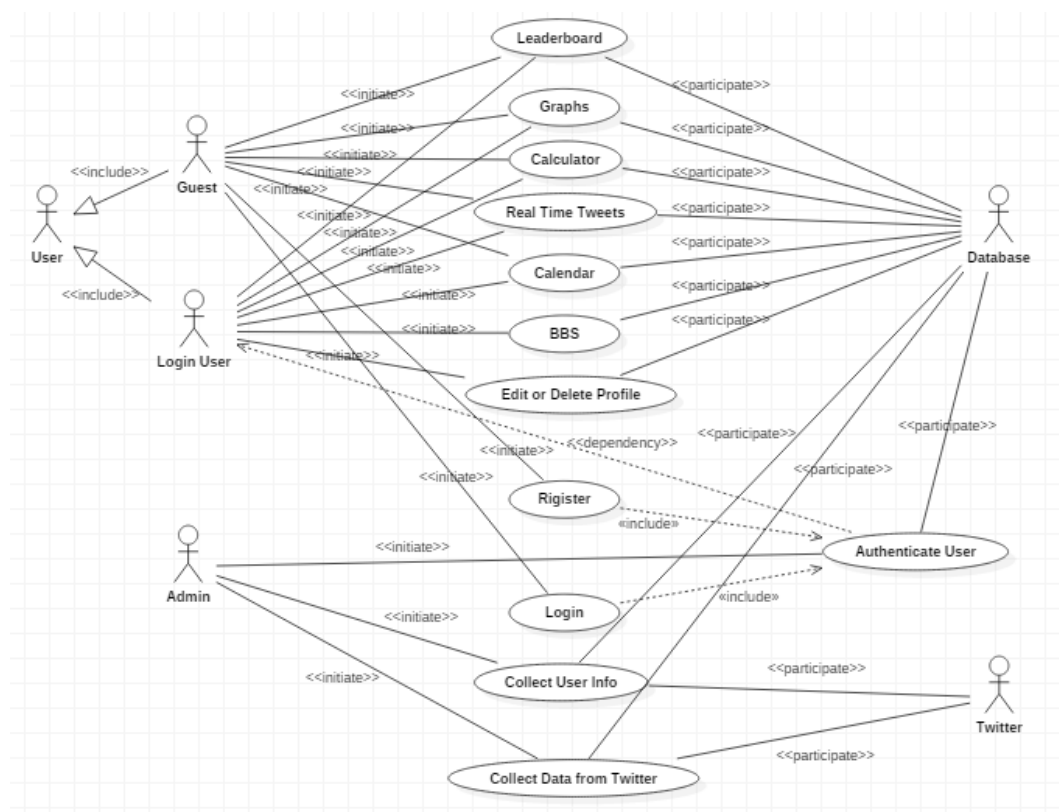 Leaderboard
<<participate>>
<<initiate>>
Graphs
<<initiate>>
<<participate>>
<<initiate>>
Calculator
<<include>>
<<initiate>>
Guest
<<initiate>>
<<participate>>
Real Time Tweets
<<initiate>>
<<initiate>>
<<participate>>
<<initiate>>
User
Database
<<initiate>>
Calendar
<<participate>>
<<include>>
<<initiate>>
<<participate>>
<<initiate>>
BBS
<<initiate>>
Login User
Edit or Delete Profile
<<participate>>
<<participate>>
<<dependency>>
<<initiate>>
<<participate>>
<<initiate>>
Rigister
«include»
<<initiate>>
Authenticate User
Admin
«include»
Login
<<initiate>>
<<participate>>
<<initiate>>
Collect User Info
Twitter
<<participate>>
Collect Data from Twitter